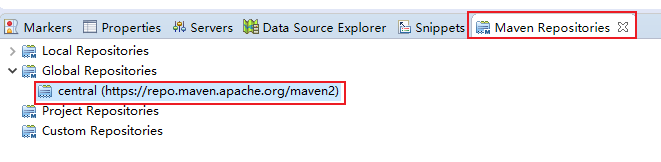 Markers Properties Servers Data Source Explorer Snippets Maven Repositories
Local Repositories
Global Repositories
central (https://repo.maven.apache.org/maven2)
Project Repositories
Custom Repositories